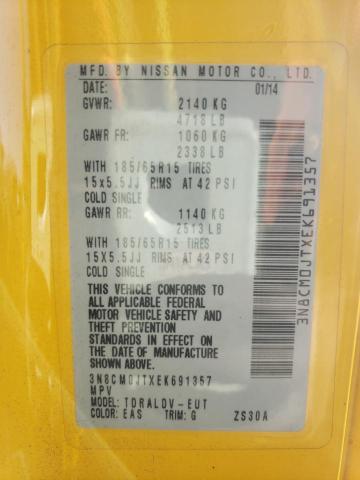 MFD. BY NISSAN MOTOR CO., LTD.
DATE: 01/14
GVWR: 2140 KG
4718 LB
GAWR FR: 1060 KG
2338 LB
WITH 185/65R15 TIRES
15x5.5JJ RIMS AT 42 PSI
COLD SINGLE
GAWR RR: 1140 KG
2513 LB
WITH 185/65R15 TIRES
15X5.5JJ RIMS AT 42 PSI
COLD SINGLE
THIS VEHICLE CONFORMS TO
ALL APPLICABLE FEDERAL
MOTOR VEHICLE SAFETY AND
THEFT PREVENTION
STANDARDS IN EFFECT ON
THE DATE OF MANUFACTURE
SHOWN ABOVE.
3N8CM0JTXEK691357
MPV
MODEL: TDRALDV-EUT
COLOR: EAS TRIM: G ZS30A
3N8CM0JTXEK691357